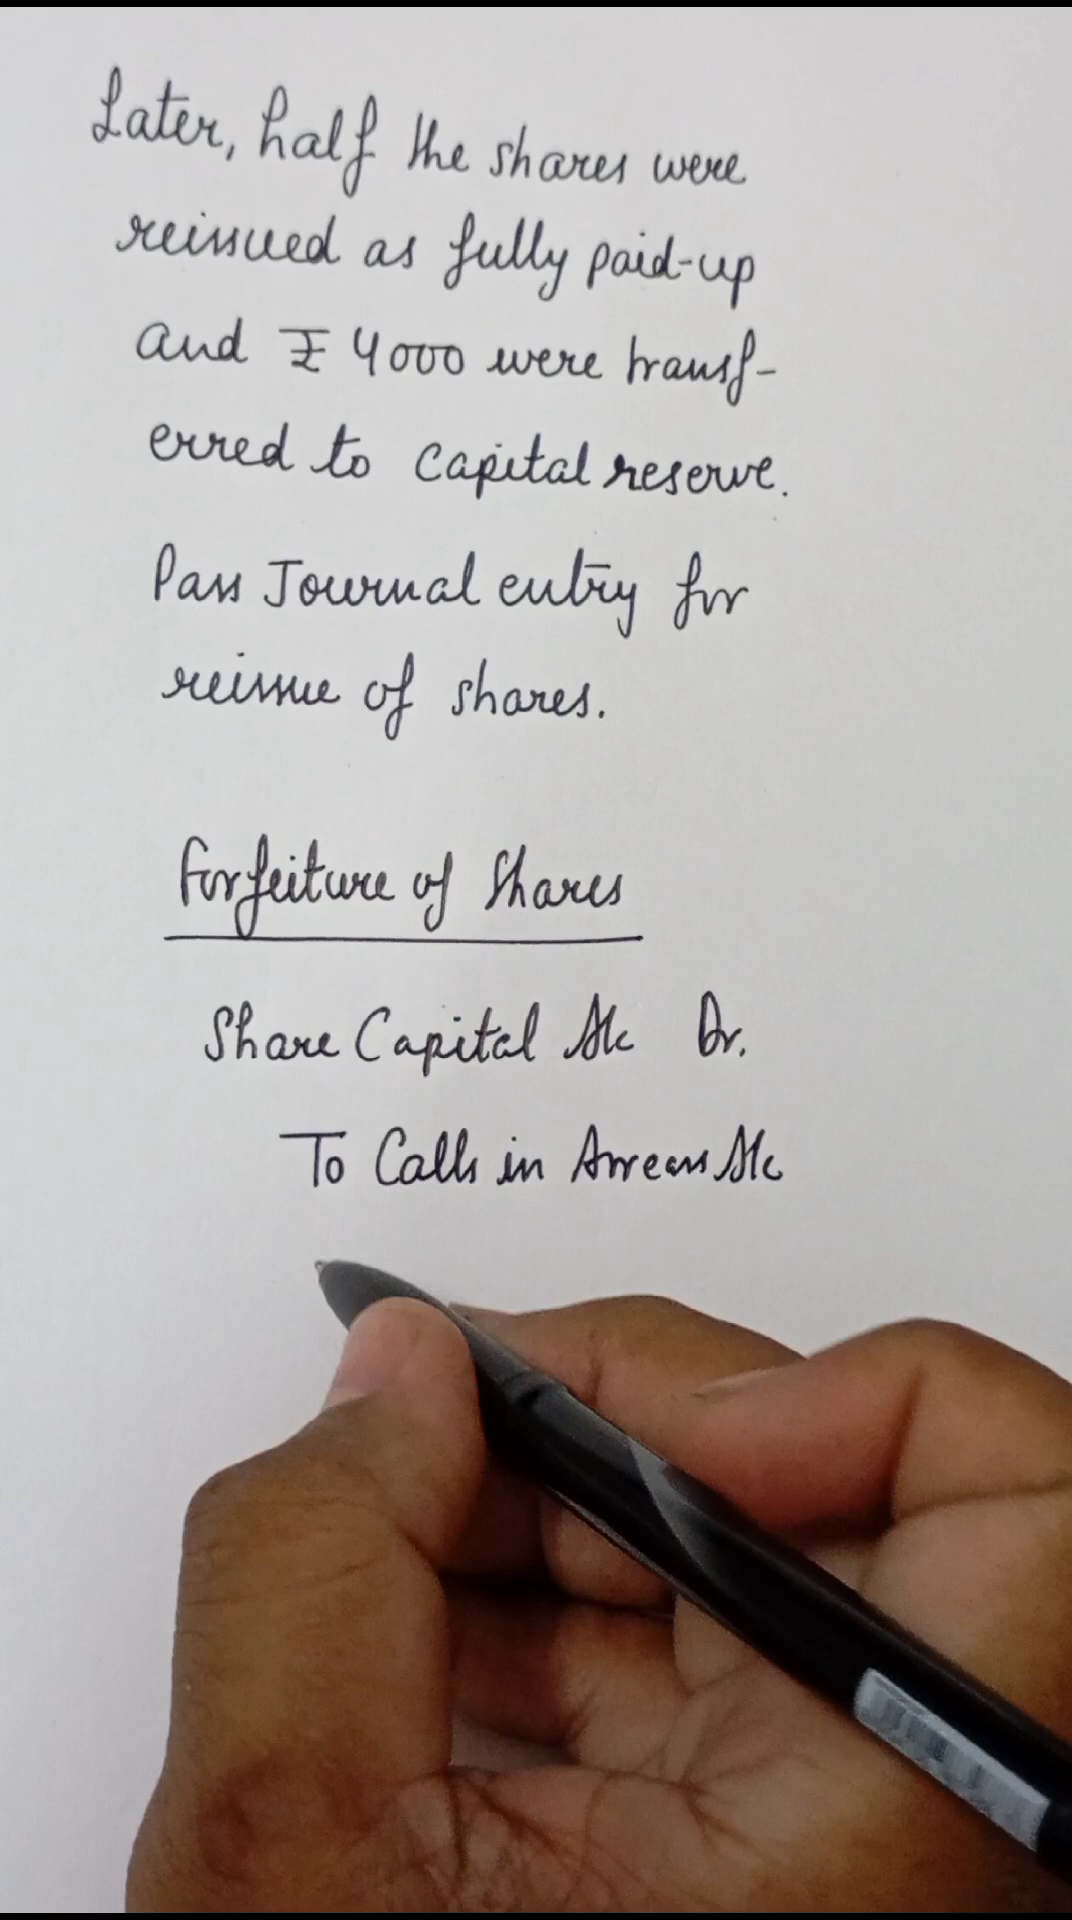 Later, half the shares were
reissued as fully paid-up
and ₹ 4000 were transf-
erred to capital reserve.
Pass Journal entry for
reissue of shares.
Forfeiture of Shares
Share Capital A/c Dr.
To Calls in Arrears A/c